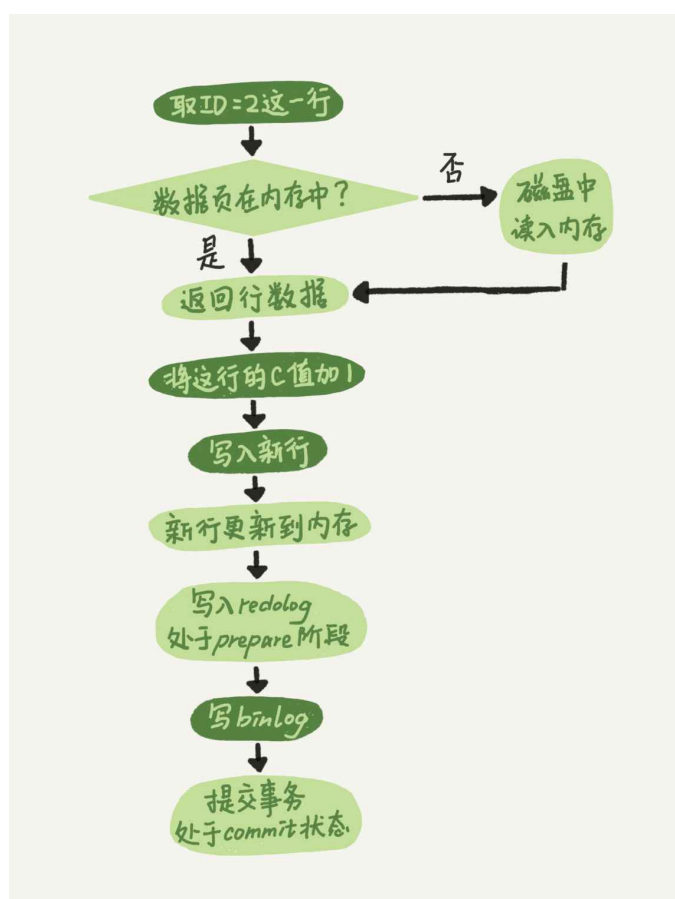 取ID=2这一行
数据页在内存中?
否
磁盘中
读入内存
是
返回行数据
将这行的C值加1
写入新行
新行更新到内存
写入redolog
处于prepare阶段
写binlog
提交事务
处于commit状态